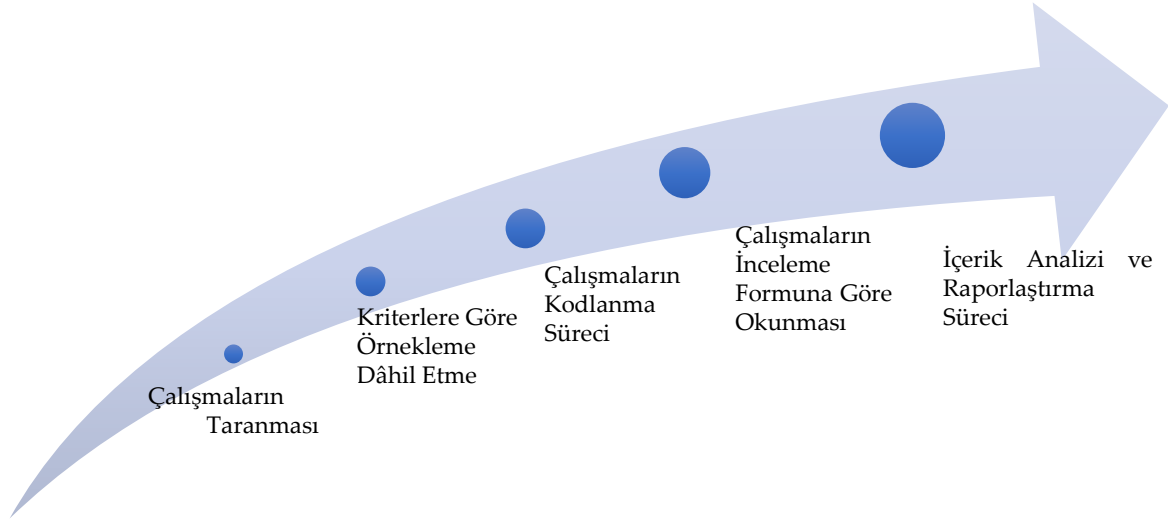 Çalışmaların
Taranması
Kriterlere Göre
Örnekleme
Dâhil Etme
Çalışmaların
Kodlanma
Süreci
Çalışmaların
İnceleme
Formuna Göre
Okunması
İçerik Analizi ve
Raporlaştırma
Süreci